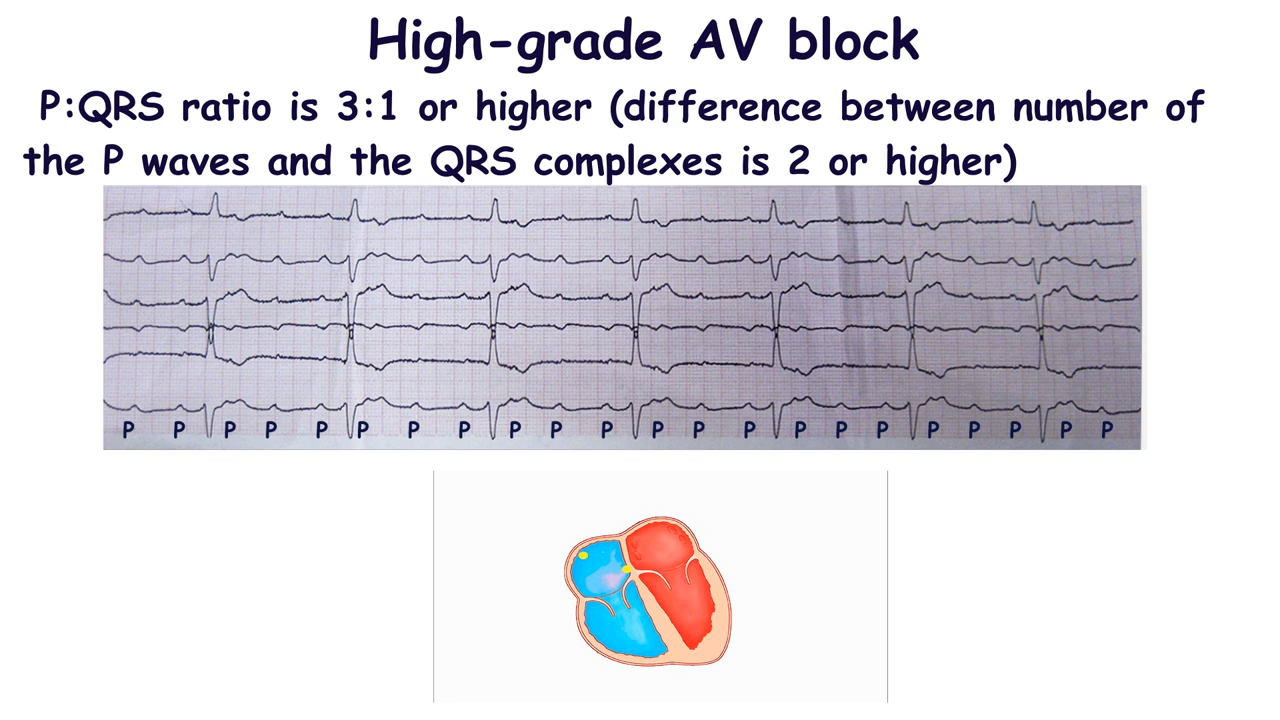 High-grade AV block
P:QRS ratio is 3:1 or higher (difference between number of
the P waves and the QRS complexes is 2 or higher)
P P P P P P P P P P P P P P P P P P P P P P